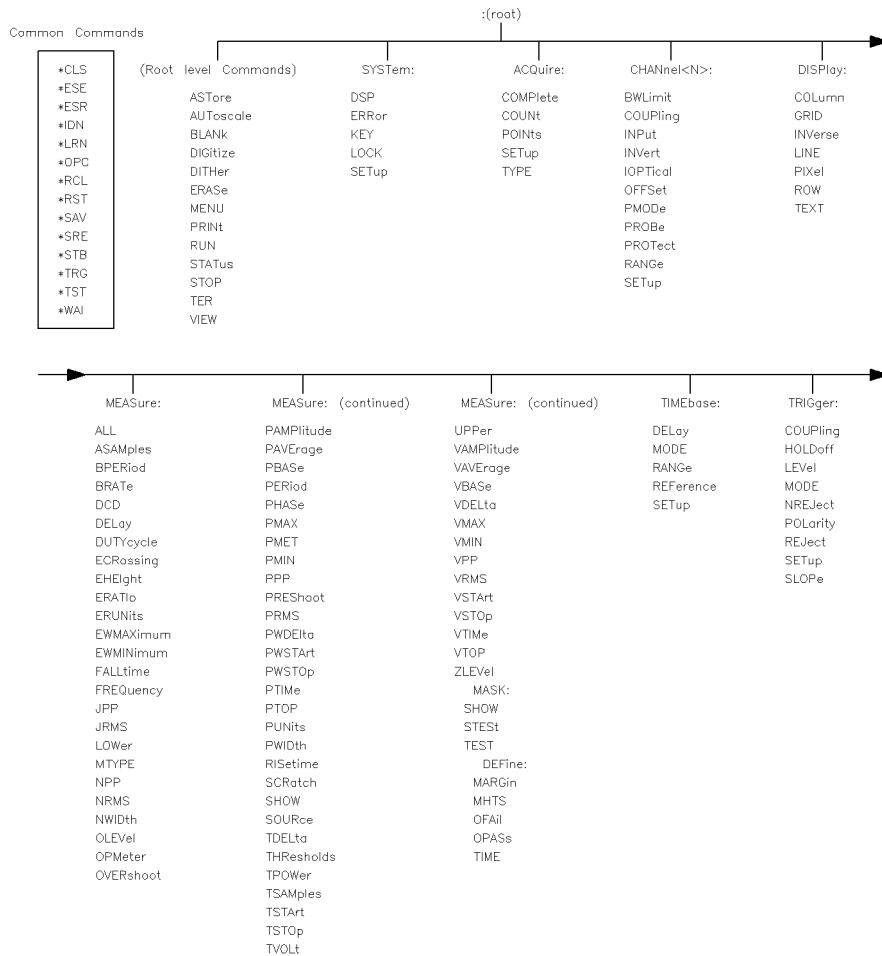 :(root)
Common Commands
*CLS
*ESE
*ESR
*IDN
*LRN
*OPC
*RCL
*RST
*SAV
*SRE
*STB
*TRG
*TST
*WAI
(Root level Commands)
AStore
AUToscale
BLANk
DIGitize
DITHer
ERASe
MENU
PRINt
RUN
STATus
STOP
TER
VIEW
SYSTem:
DSP
ERRor
KEY
LOCK
SETup
ACQuire:
COMPlete
COUNt
POINts
SETup
TYPE
CHANnel<N>:
BWLimit
COUPling
INPut
INVert
IOPTical
OFFSet
PMODe
PROBe
PROTect
RANGe
SETup
DISPlay:
COLumn
GRID
INVerse
LINE
PIXel
ROW
TEXT
MEASure:
ALL
ASAMples
BPERiod
BRATe
DCD
DELay
DUTYcycle
ECRossing
EHEIght
ERATIo
ERUNits
EWMAXimum
EWMINimum
FALLtime
FREQuency
JPP
JRMS
LOWer
MTYPE
NPP
NRMS
NWIDth
OLEVel
OPMeter
OVERshoot
MEASure: (continued)
PAMPlitude
PAVErage
PBASe
PERiod
PHASe
PMAX
PMET
PMIN
PPP
PREShoot
PRMS
PWDElta
PWSTArt
PWSTOp
PTIMe
PTOP
PUNits
PWIDth
RISetime
SCRatch
SHOW
SOURce
TDELta
THResholds
TPOWer
TSAMples
TSTArt
TSTOp
TVOLt
MEASure: (continued)
UPPer
VAMPlitude
VAVErage
VBASe
VDELta
VMAX
VMIN
VPP
VRMS
VSTArt
VSTOp
VTIMe
VTOP
ZLEVel
MASK:
SHOW
STESt
TEST
DEFine:
MARGin
MHTS
OFAil
OPASs
TIME
TIMEbase:
DELay
MODE
RANGe
REFerence
SETup
TRIGger:
COUPling
HOLDoff
LEVel
MODE
NREJect
POLarity
REJect
SETup
SLOPe